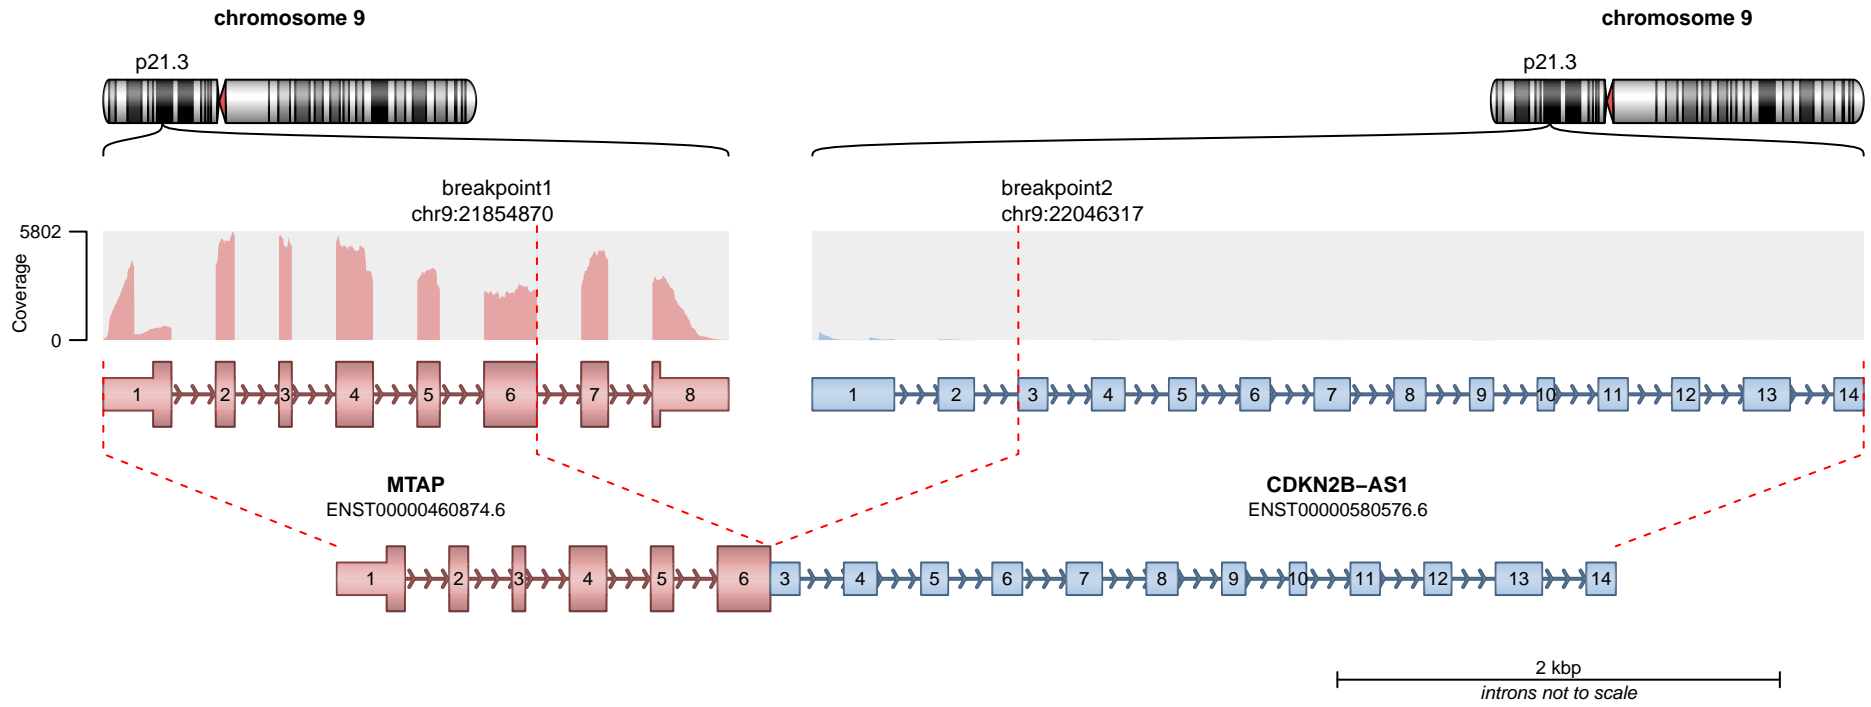 chromosome 9
chromosome 9
p21.3
p21.3
breakpoint1
chr9:21854870
breakpoint2
chr9:22046317
5802
Coverage
0
1 2 3 4 5 6 7 8
1 2 3 4 5 6 7 8 9 10 11 12 13 14
MTAP
ENST00000460874.6
CDKN2B−AS1
ENST00000580576.6
1 2 3 4 5 6 3 4 5 6 7 8 9 10 11 12 13 14
2 kbp
introns not to scale